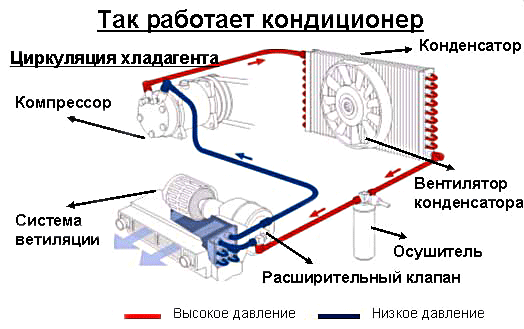 Так работает кондиционер
Циркуляция хладагента
Конденсатор
Компрессор
Вентилятор
конденсатора
Система
ветиляции
Осушитель
Расширительный клапан
Высокое давление
Низкое давление